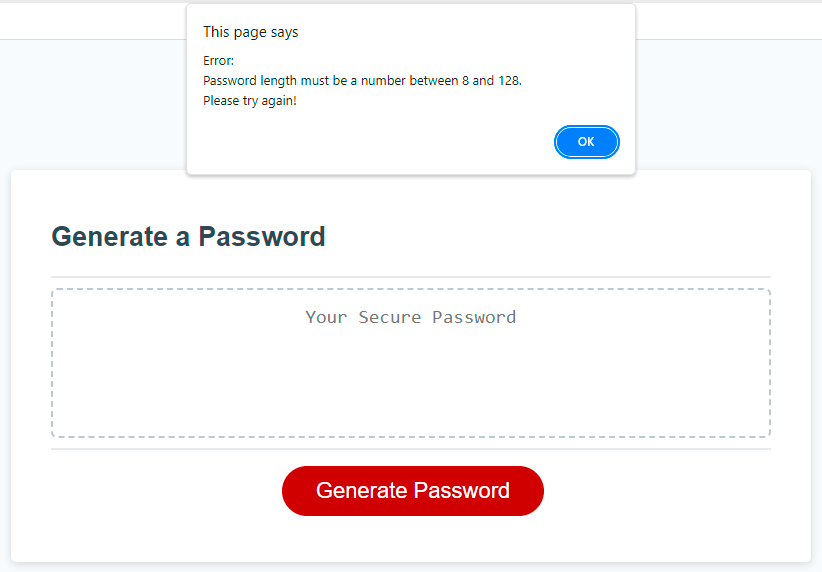 This page says
Error:
Password length must be a number between 8 and 128.
Please try again!
OK
Generate a Password
Your Secure Password
Generate Password